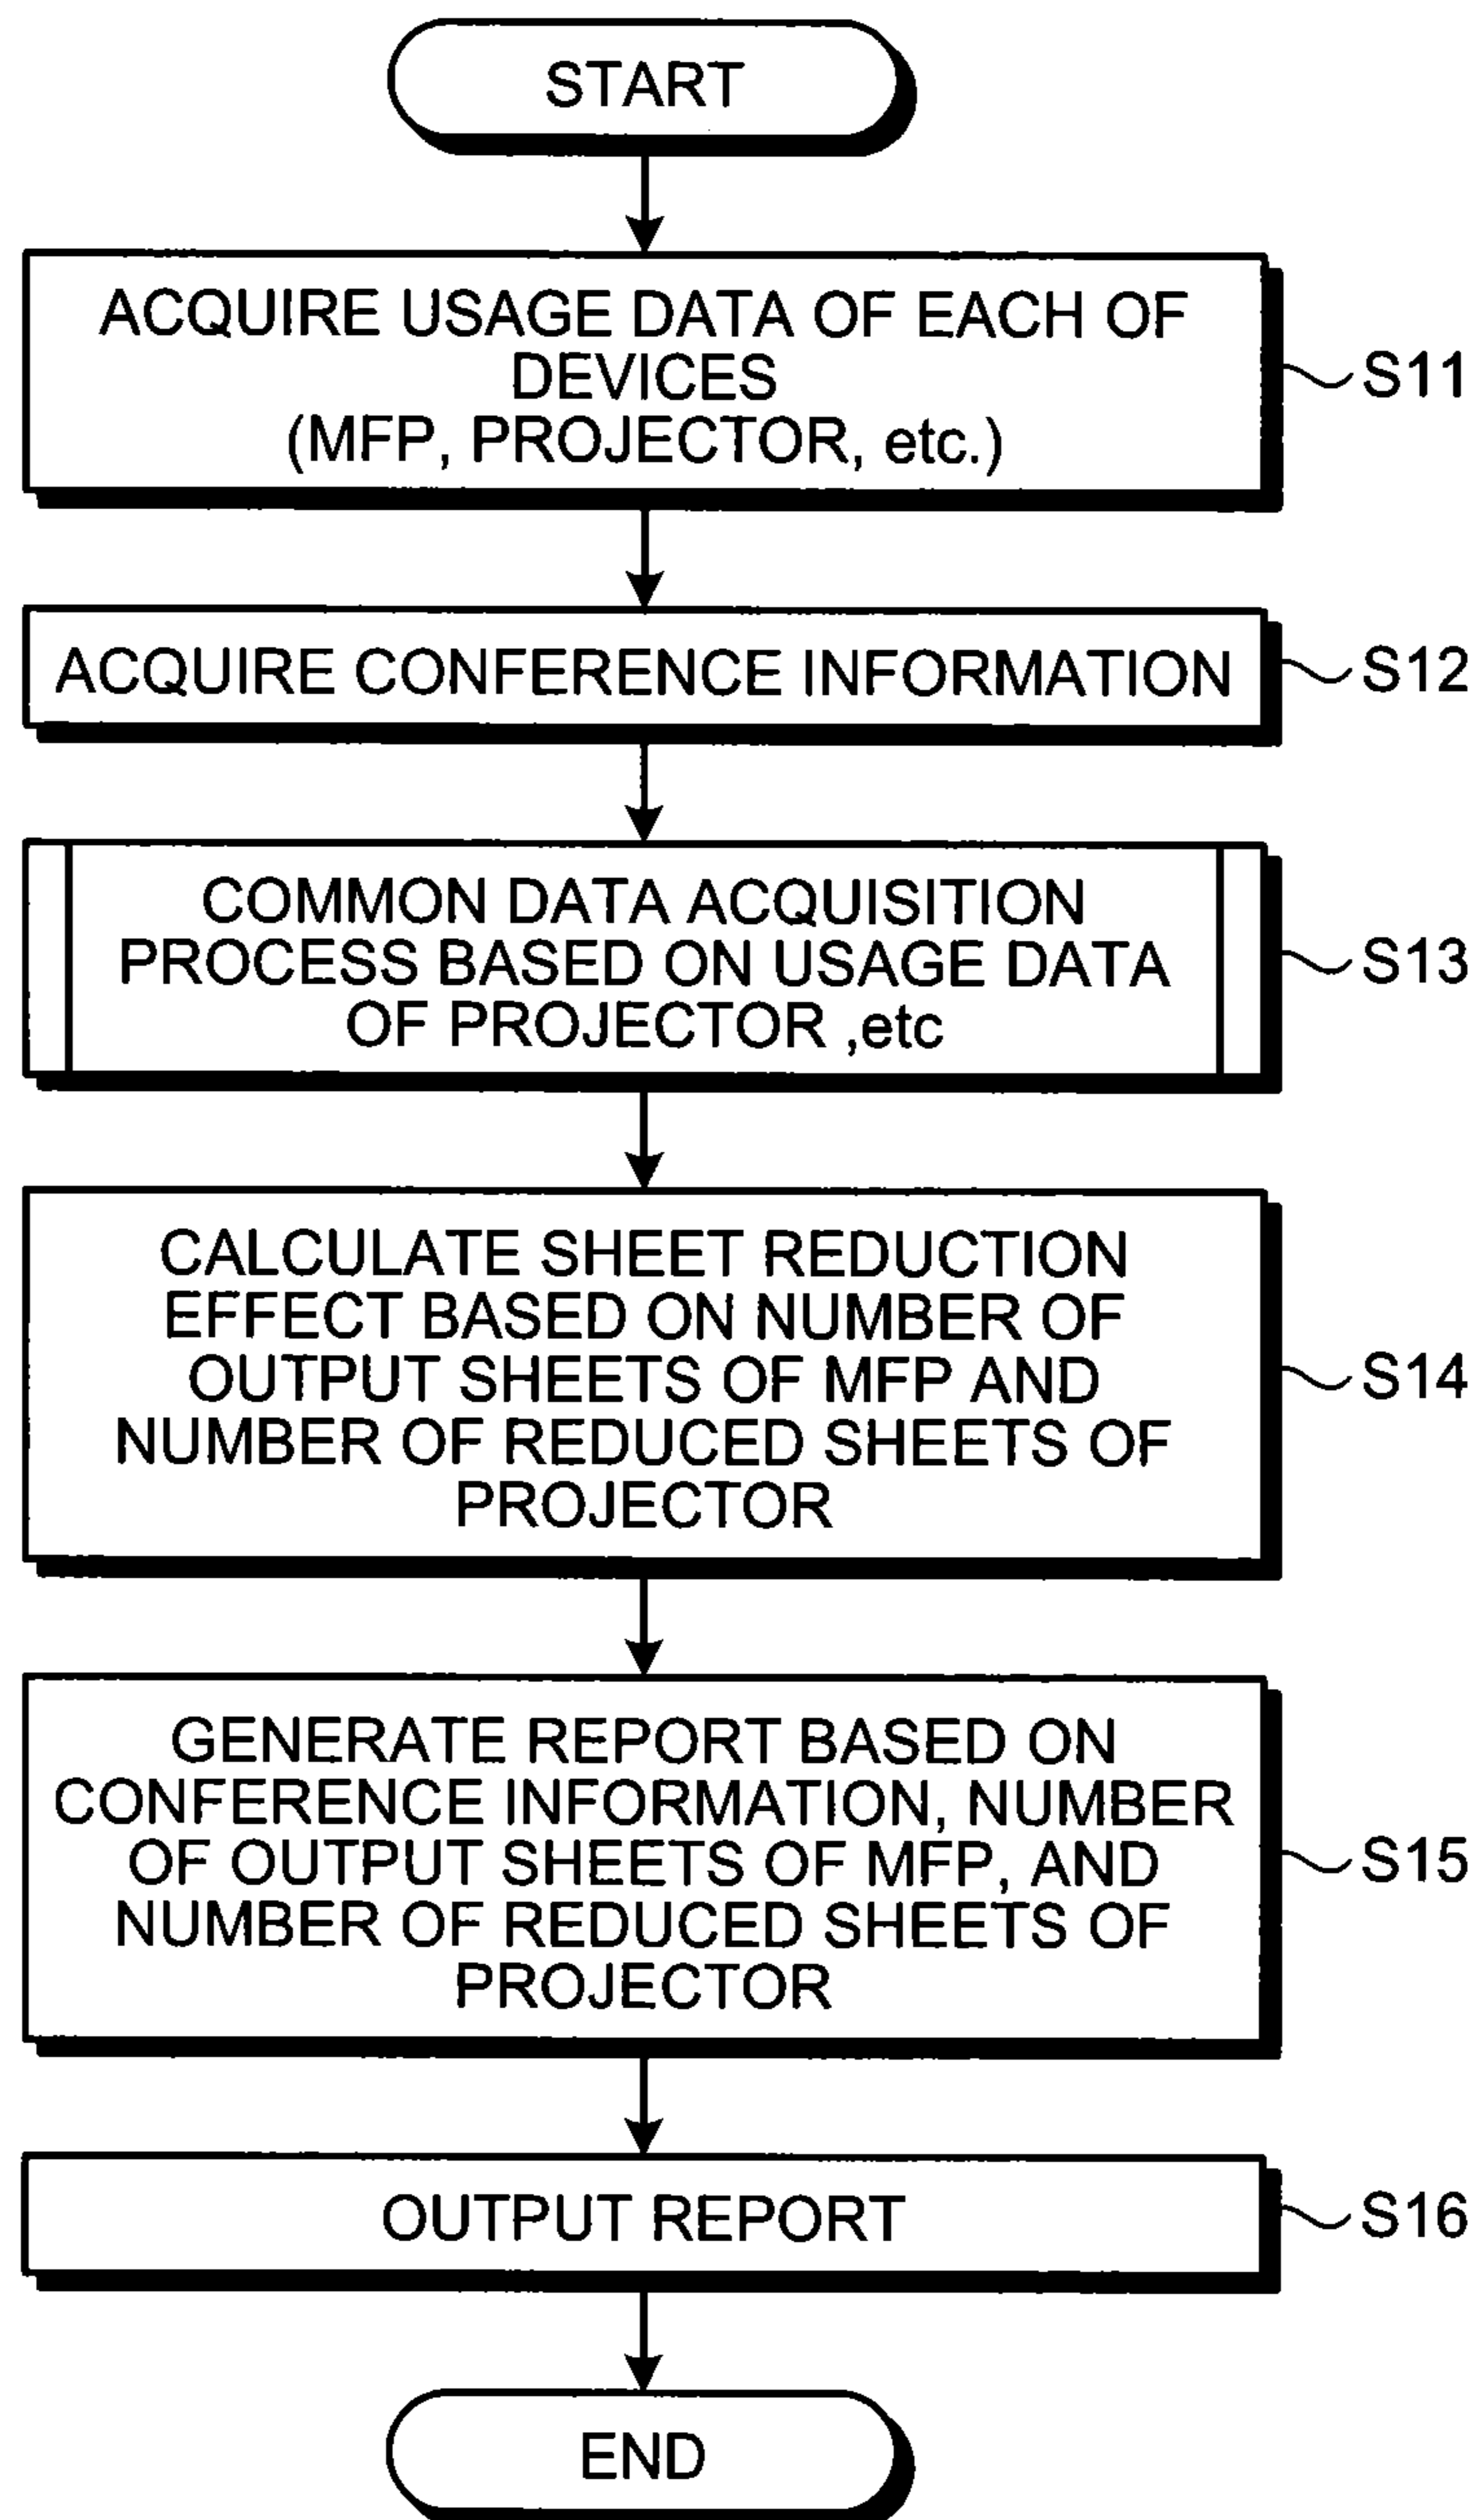 START
ACQUIRE USAGE DATA OF EACH OF
DEVICES
(MFP, PROJECTOR, etc.)
S11
ACQUIRE CONFERENCE INFORMATION
S12
COMMON DATA ACQUISITION
PROCESS BASED ON USAGE DATA
OF PROJECTOR ,etc
S13
CALCULATE SHEET REDUCTION
EFFECT BASED ON NUMBER OF
OUTPUT SHEETS OF MFP AND
NUMBER OF REDUCED SHEETS OF
PROJECTOR
S14
GENERATE REPORT BASED ON
CONFERENCE INFORMATION, NUMBER
OF OUTPUT SHEETS OF MFP, AND
NUMBER OF REDUCED SHEETS OF
PROJECTOR
S15
OUTPUT REPORT
S16
END